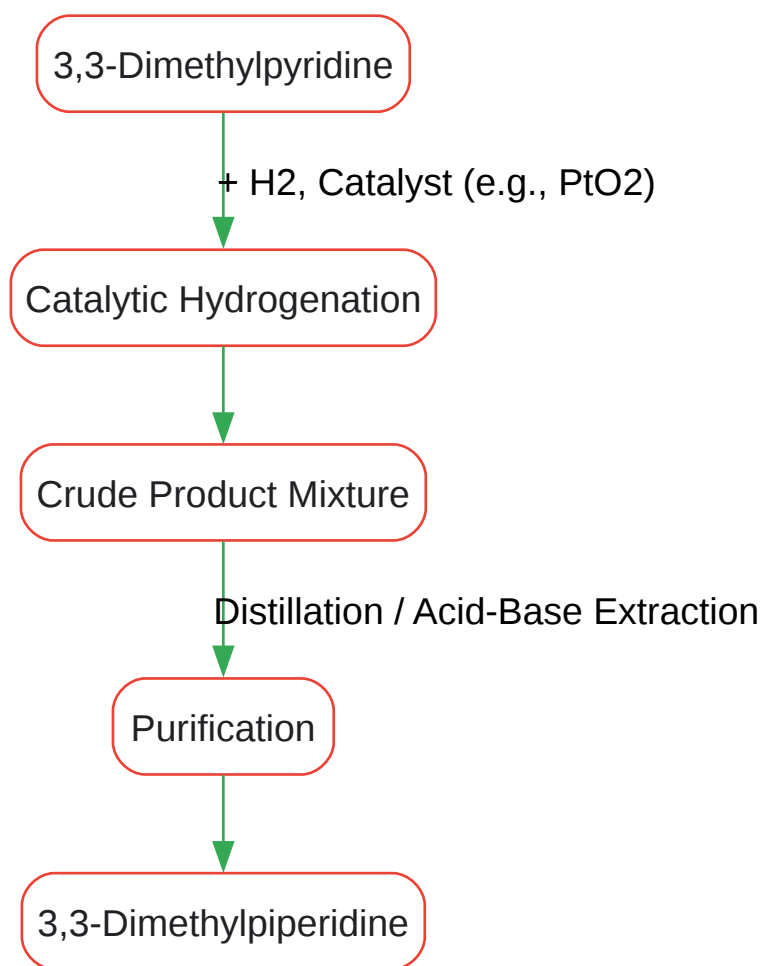 3,3-Dimethylpyridine
+ H2, Catalyst (e.g., PtO2)
Catalytic Hydrogenation
Crude Product Mixture
Distillation / Acid-Base Extraction
Purification
3,3-Dimethylpiperidine